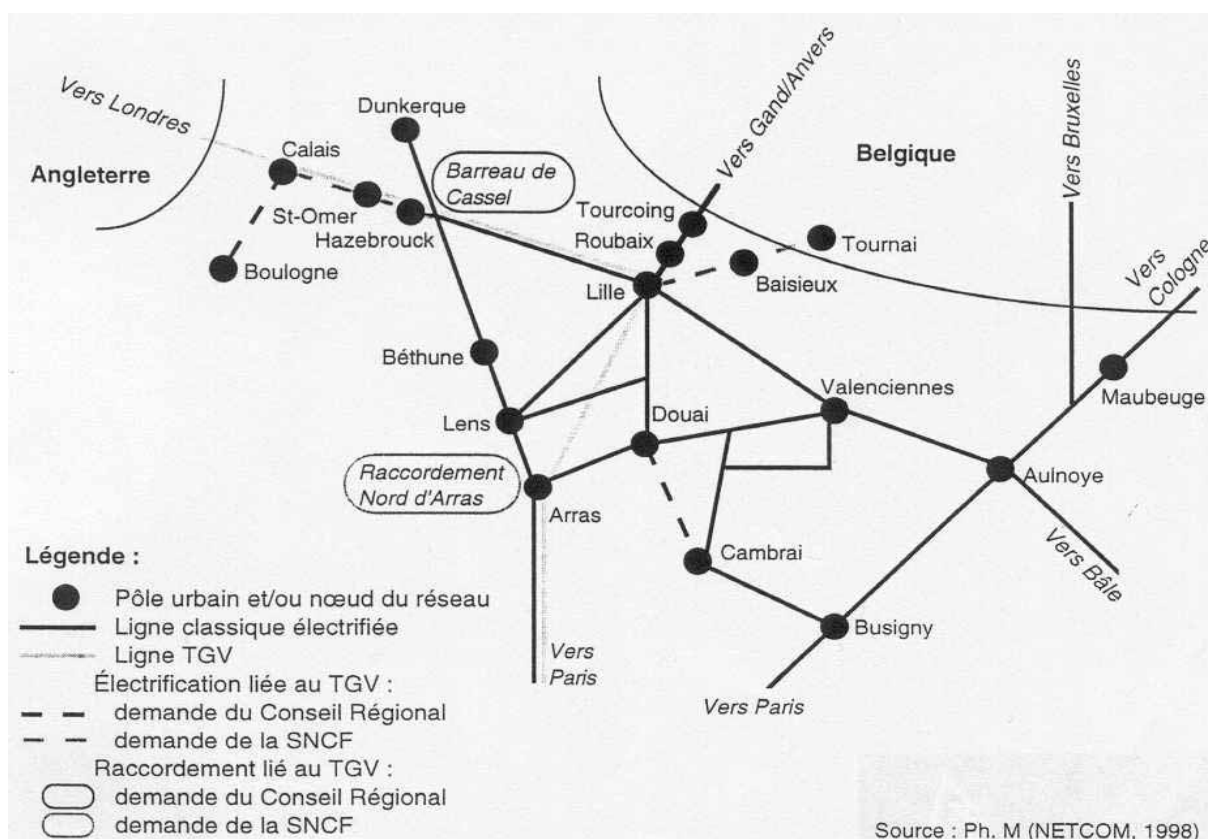 Vers Londres
Dunkerque
Vers Gand/Anvers
Vers Bruxelles
Calais
Angleterre
Barreau de
Cassel
Belgique
St-Omer
Hazebrouck
Tourcoing
Roubaix
Tournai
Boulogne
Lille
Baisieux
Vers
Cologne
Béthune
Valenciennes
Maubeuge
Lens
Douai
Raccordement
Nord d'Arras
Aulnoye
Arras
Cambrai
Vers Bâle
Busigny
Vers
Paris
Vers Paris
Légende :
Pôle urbain et/ou nœud du réseau
Ligne classique électrifiée
Ligne TGV
Électrification liée au TGV :
demande du Conseil Régional
demande de la SNCF
Raccordement lié au TGV :
demande du Conseil Régional
demande de la SNCF
Source : Ph. M (NETCOM, 1998)